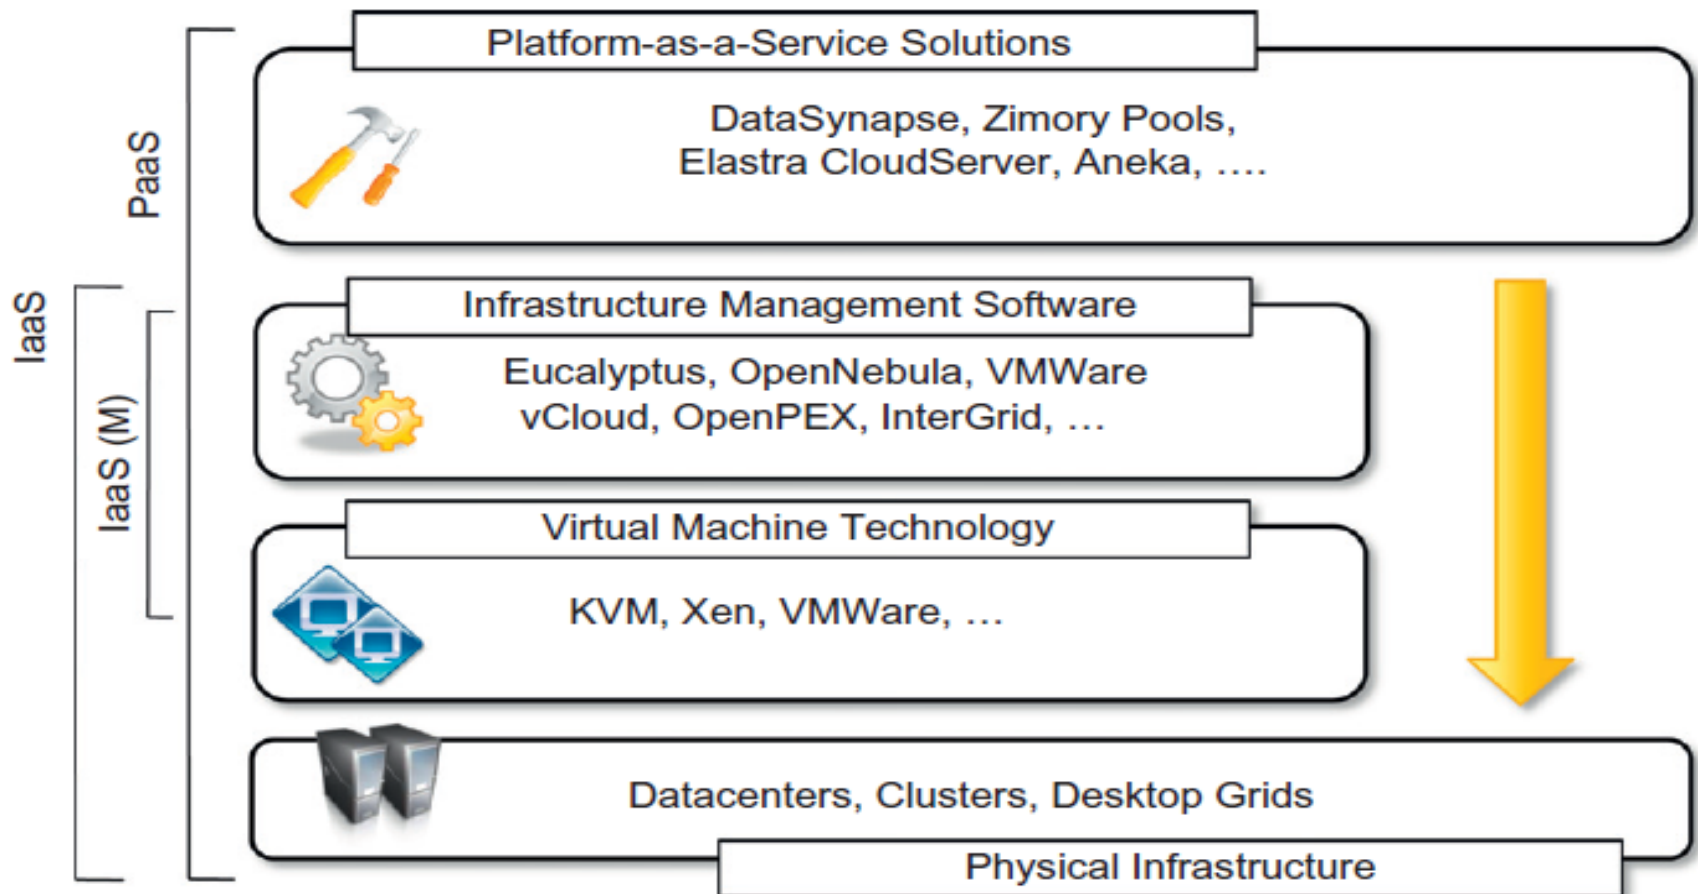 Platform-as-a-Service Solutions
DataSynapse, Zimory Pools,
Elastra CloudServer, Aneka, ....
PaaS
IaaS
IaaS (M)
Infrastructure Management Software
Eucalyptus, OpenNebula, VMWare
vCloud, OpenPEX, InterGrid, ...
Virtual Machine Technology
KVM, Xen, VMWare, ...
Datacenters, Clusters, Desktop Grids
Physical Infrastructure